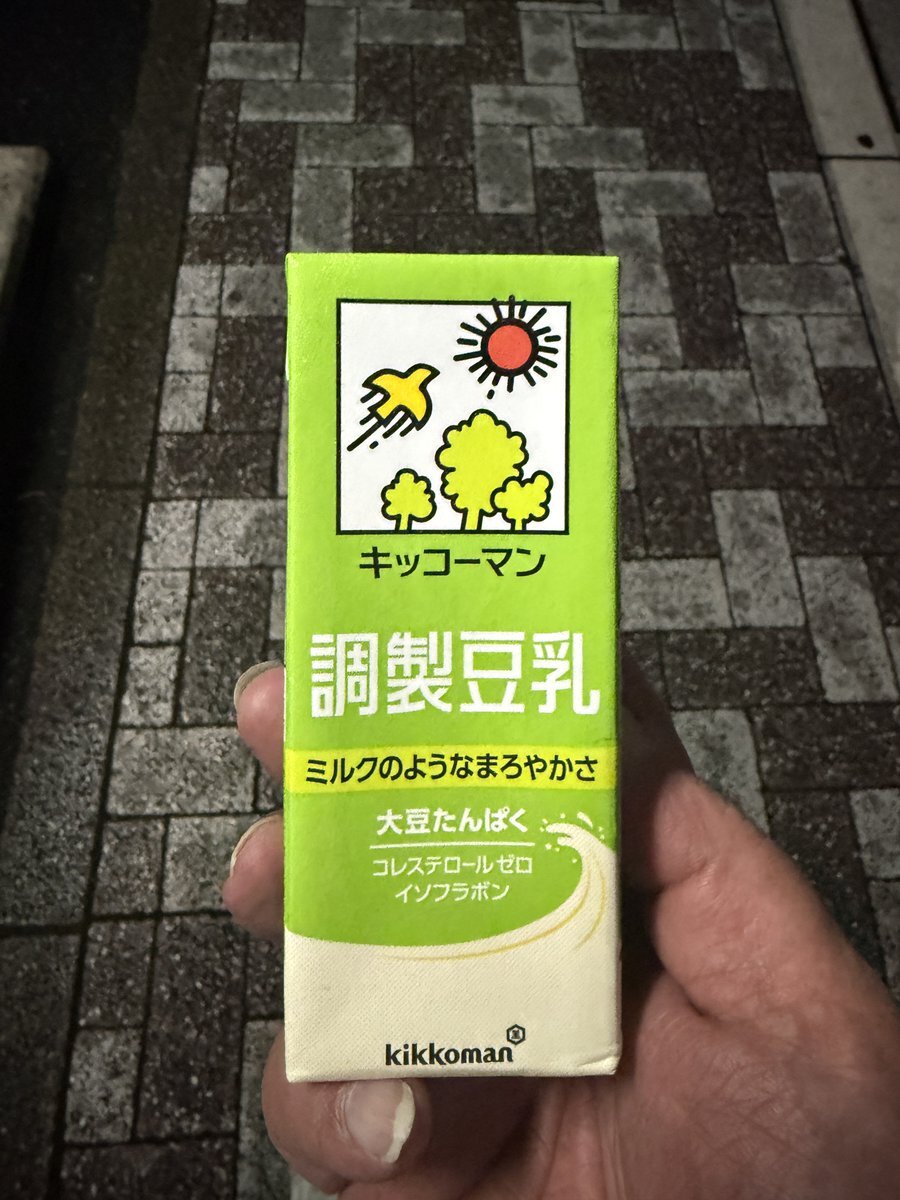 キッコーマン
調製豆乳
ミルクのようなまろやかさ
大豆たんぱく
コレステロールゼロ
イソフラボン
kikkoman